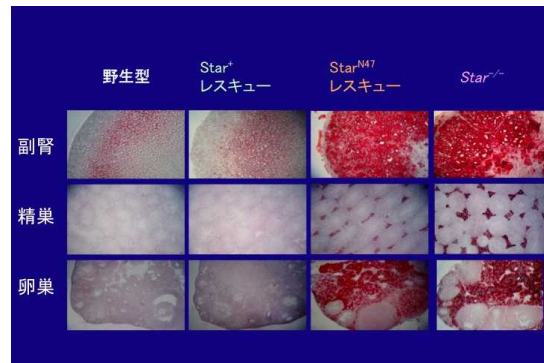 野生型
Star+
レスキュー
StarN47
レスキュー
Star-/-
副腎
精巣
卵巣